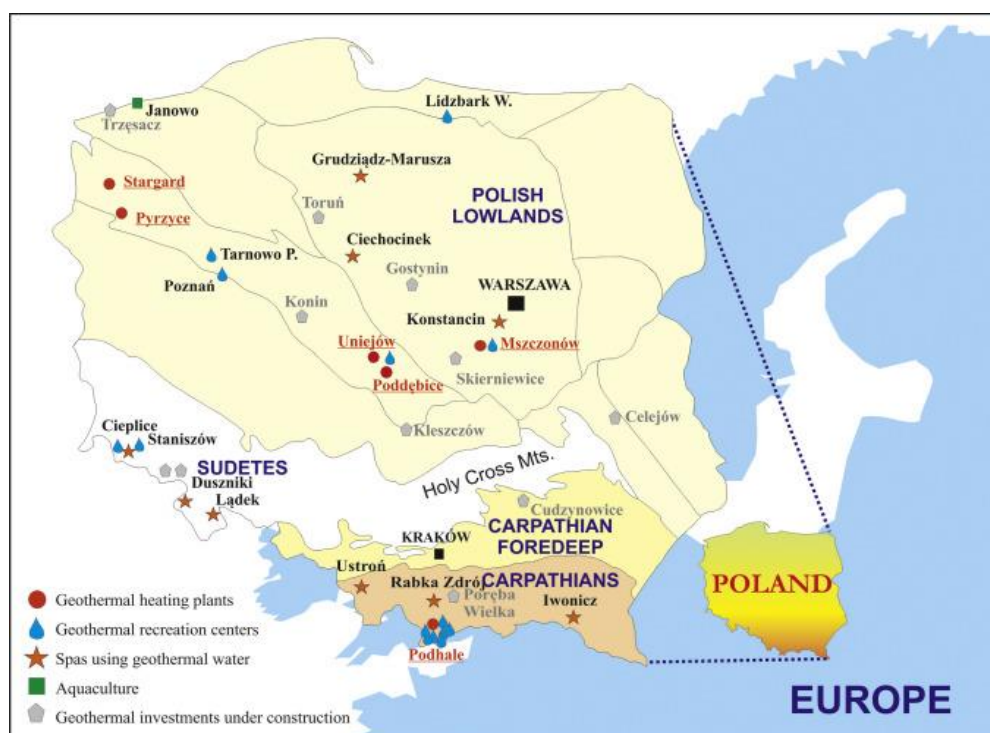 Lidzbark W.
Janowo
Trzęsacz
Grudziądz-Marusza
Stargard
POLISH
LOWLANDS
Toruń
Pyrzyce
Ciechocinek
Tarnowo P.
Gostynin
Poznań
WARSZAWA
Konin
Konstancin
Uniejów
Mszczonów
Skierniewice
Poddębice
Celejów
Cieplice
Staniszów
Kleszczów
SUDETES
Holy Cross Mts.
Duszniki
Lądek
Cudzynowice
CARPATHIAN
FOREDEEP
KRAKÓW
Ustroń
Rabka Zdrój
CARPATHIANS
POLAND
Poręba
Wielka
Iwonicz
Podhale
Geothermal heating plants
Geothermal recreation centers
Spas using geothermal water
Aquaculture
Geothermal investments under construction
EUROPE